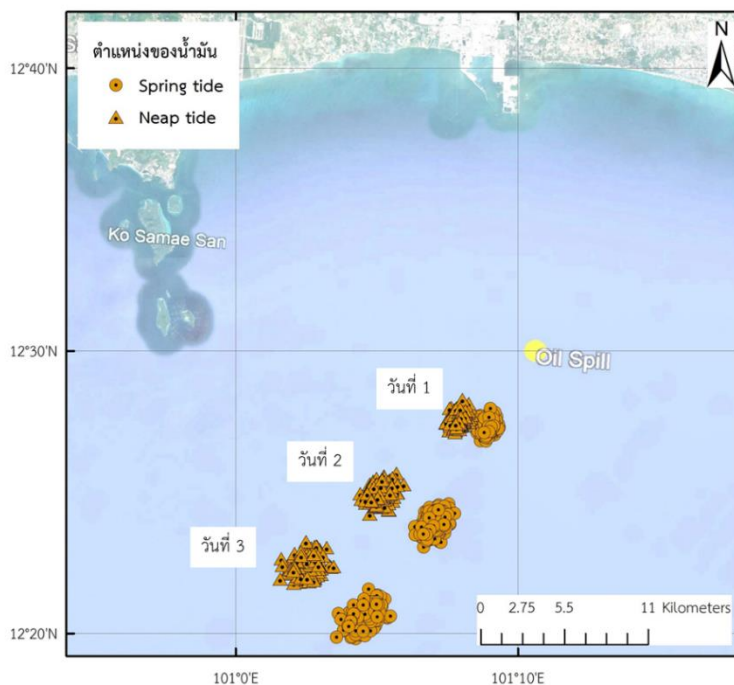 ตำแหน่งของน้ำมัน
Spring tide
Neap tide
N
12°40'N
Ko Samae San
12°30'N
Oil Spill
วันที่ 1
วันที่ 2
วันที่ 3
0 2.75 5.5 11 Kilometers
12°20'N
101°0'E
101°10'E